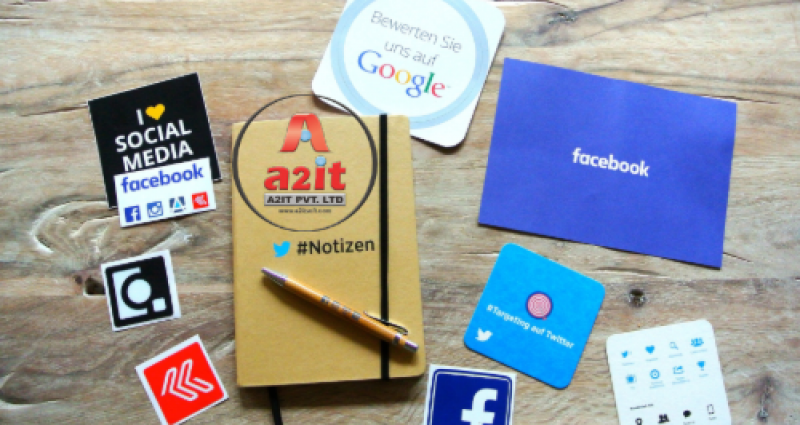 Bewerten Sie
uns auf
Google
I
SOCIAL
MEDIA
facebook
a2it
A2IT PVT. LTD
#Notizen
facebook
#Targeting auf Twitter